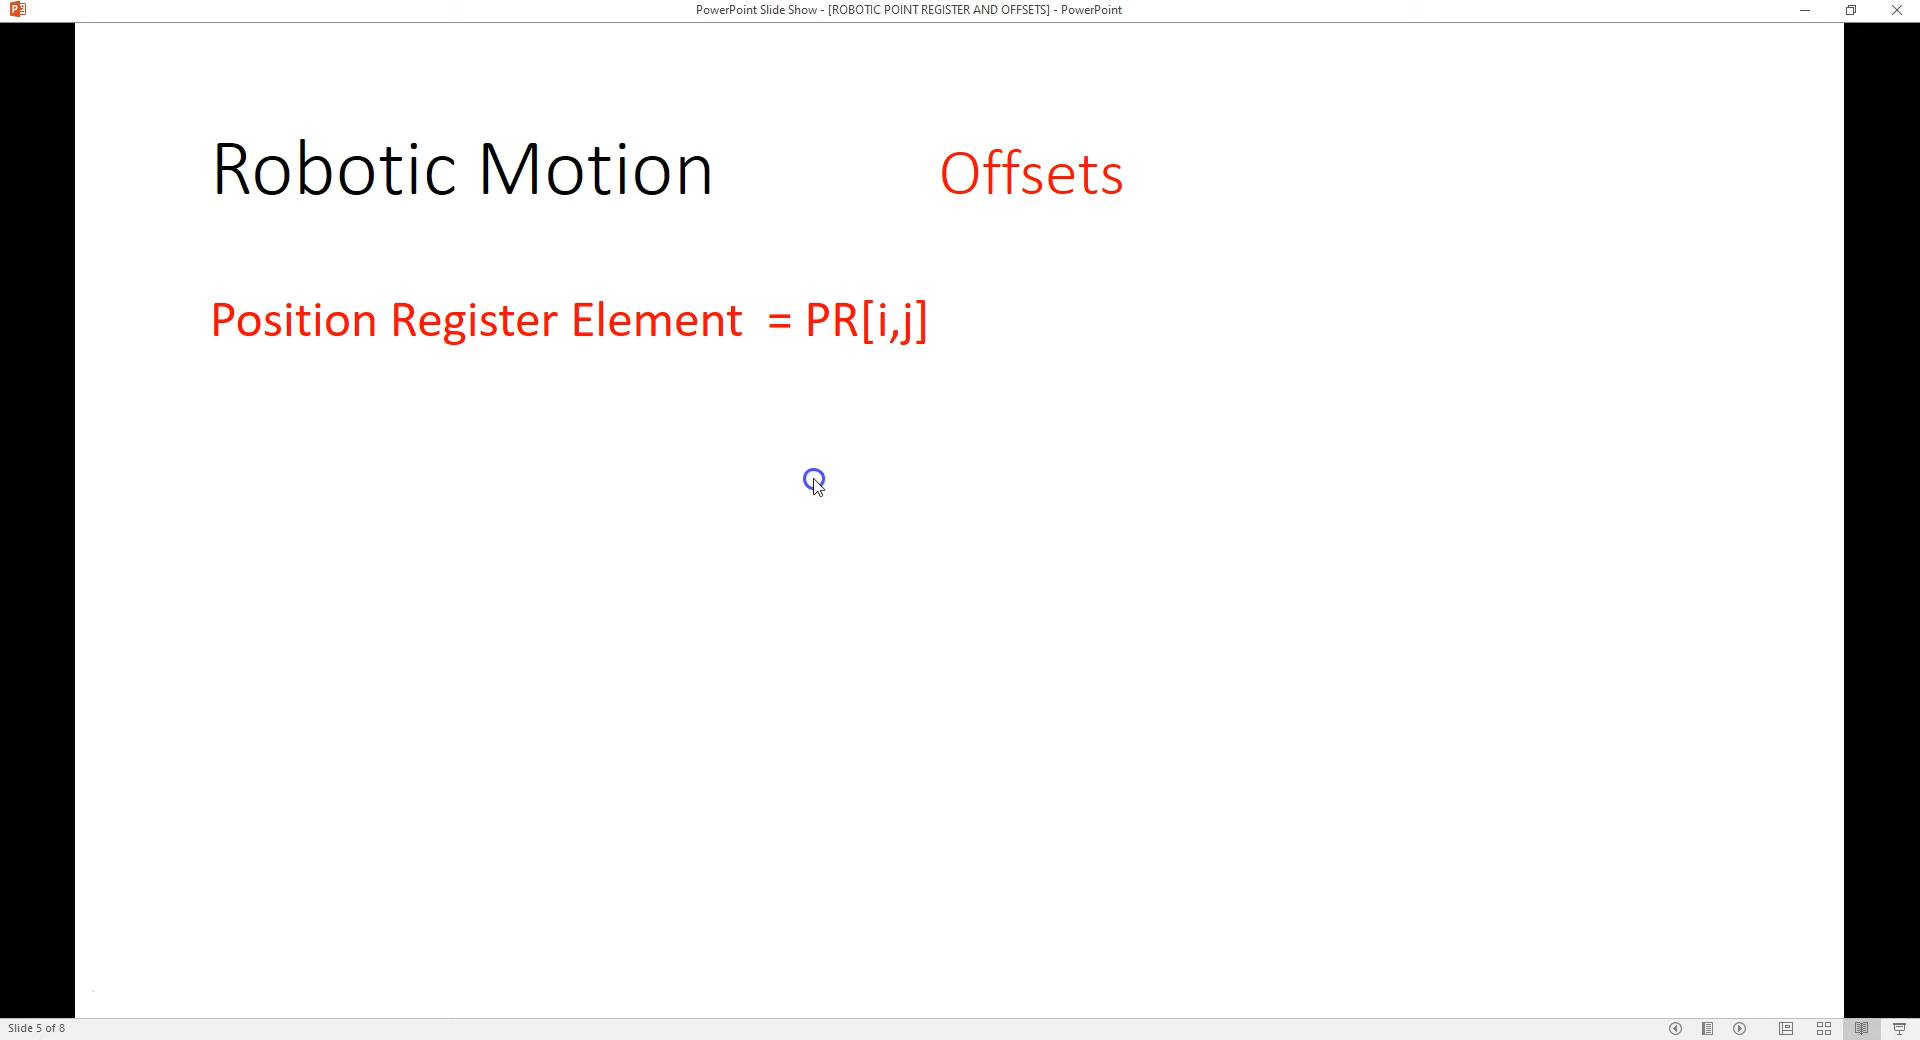 PowerPoint Slide Show - [ROBOTIC POINT REGISTER AND OFFSETS] - PowerPoint
Robotic Motion Offsets
Position Register Element = PR[i,j]
Slide 5 of 8